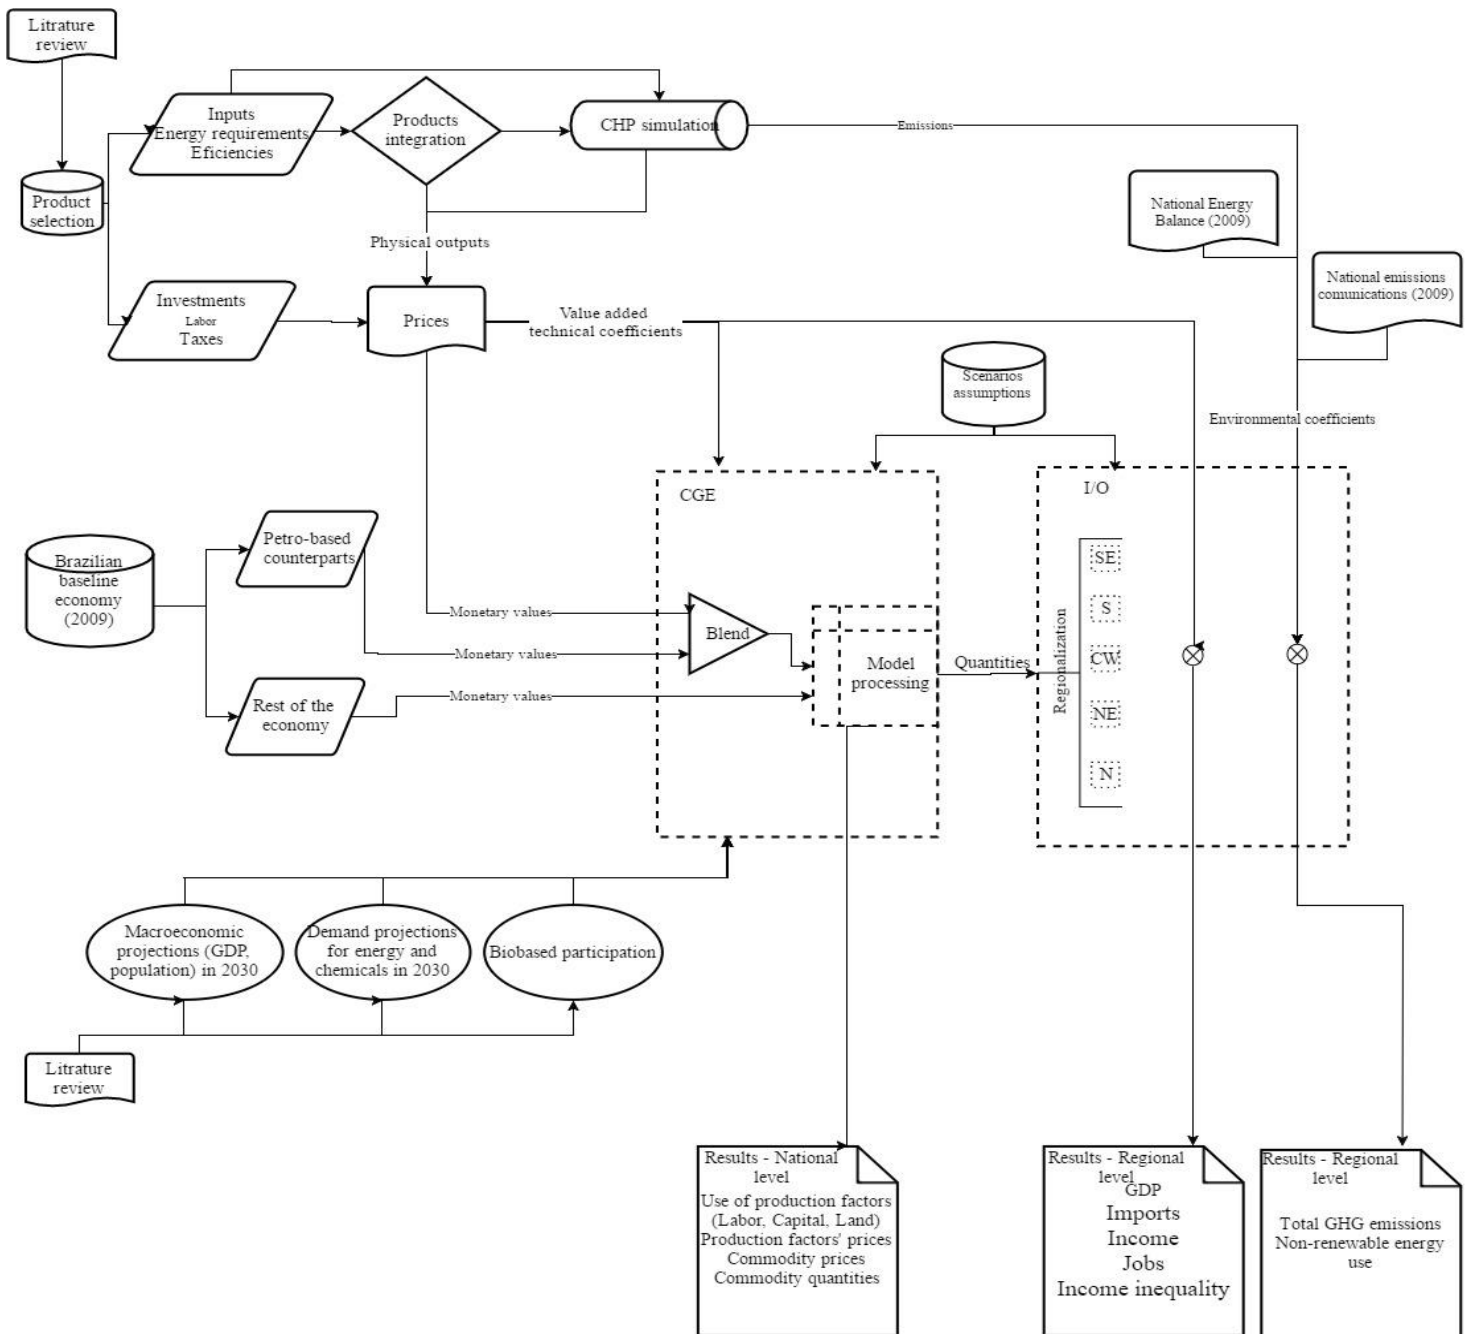 Litrature
review
Inputs
Energy requirements
Eficiencies
Products
integration
CHP simulation
Emissions
Product
selection
National Energy
Balance (2009)
Physical outputs
National emissions
comunications (2009)
Investments
Labor
Taxes
Prices
Value added
technical coefficients
Scenarios
assumptions
Environmental coefficients
CGE
I/O
Brazilian
baseline
economy
(2009)
Petro-based
counterparts
Monetary values
Blend
Monetary values
Model
processing
Quantities
Regionalization
SE
S
CW
NE
N
Rest of the
economy
Monetary values
Macroeconomic
projections (GDP,
population) in 2030
Demand projections
for energy and
chemicals in 2030
Biobased participation
Litrature
review
Results - National
level
Use of production factors
(Labor, Capital, Land)
Production factors' prices
Commodity prices
Commodity quantities
Results - Regional
level
GDP
Imports
Income
Jobs
Income inequality
Results - Regional
level
Total GHG emissions
Non-renewable energy
use